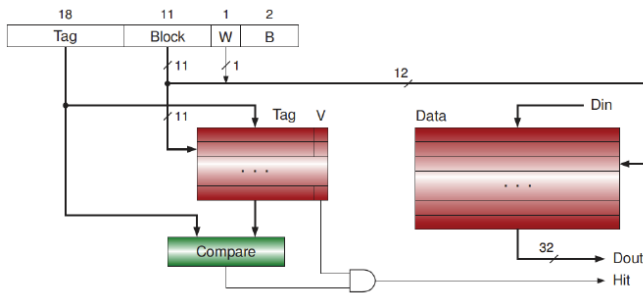 18 11 1 2
Tag Block W B
11 1
12
11
Tag V Data Din
. . .
. . .
Compare
32
Dout
Hit